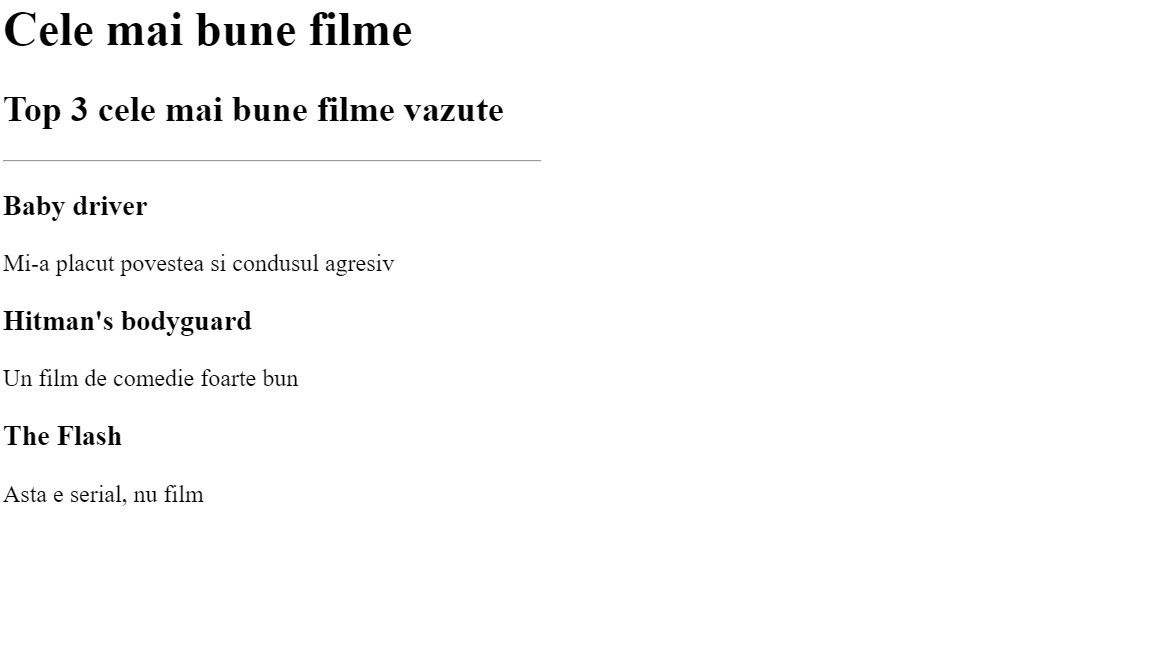 Cele mai bune filme
Top 3 cele mai bune filme vazute
Baby driver
Mi-a placut povestea si condusul agresiv
Hitman's bodyguard
Un film de comedie foarte bun
The Flash
Asta e serial, nu film